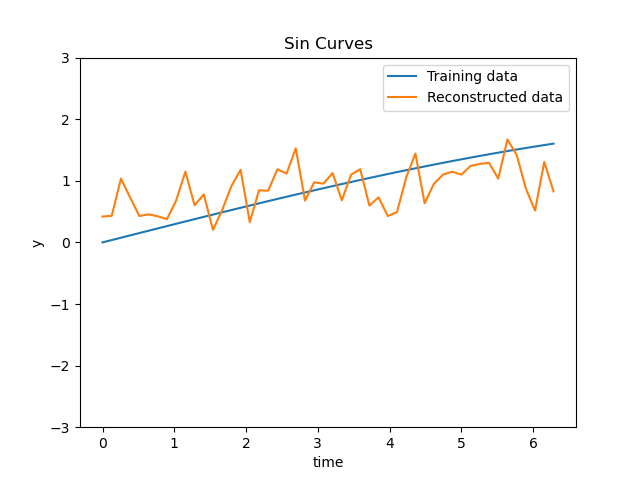 Sin Curves
Training data
Reconstructed data
3
2
1
0
−1
−2
−3
y
0 1 2 3 4 5 6
time